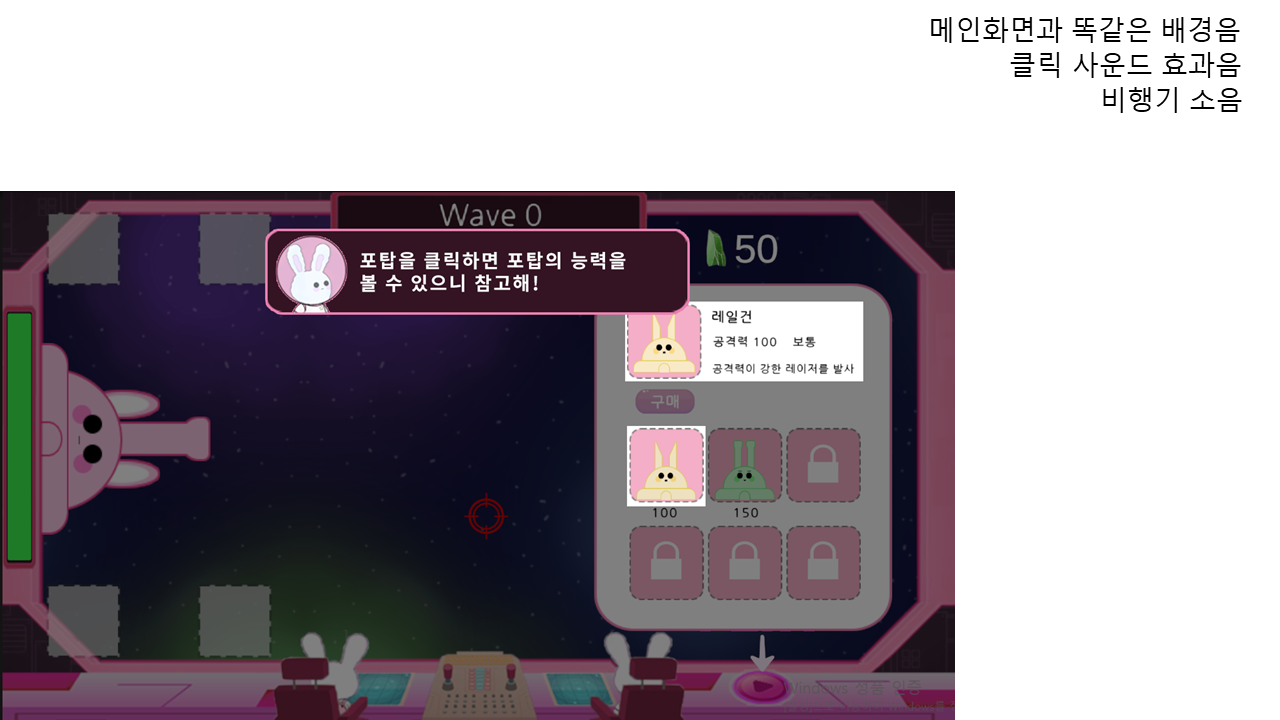 메인화면과 똑같은 배경음
클릭 사운드 효과음
비행기 소음
Wave 0
50
포탑을 클릭하면 포탑의 능력을
볼 수 있으니 참고해!
레일건
공격력 100 보통
공격력이 강한 레이저를 발사
구매
100 150
Windows 정품 인증